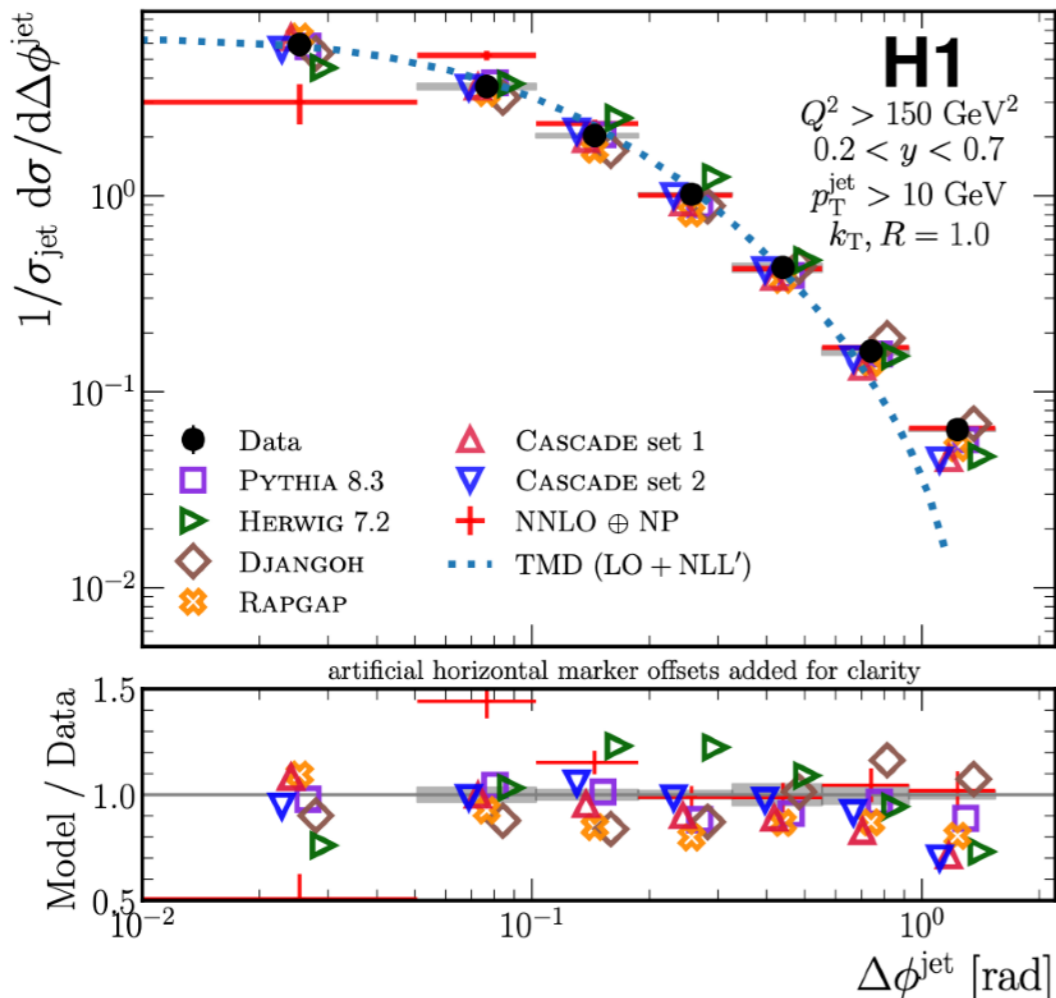 1/σ_jet dσ/dΔφ^jet
10⁰
10⁻¹
10⁻²
H1
Q² > 150 GeV²
0.2 < y < 0.7
p_T^jet > 10 GeV
k_T, R = 1.0
Data
PYTHIA 8.3
HERWIG 7.2
DJANGOH
RAPGAP
CASCADE set 1
CASCADE set 2
NNLO ⊕ NP
TMD (LO + NLL′)
artificial horizontal marker offsets added for clarity
Model / Data
1.5
1.0
0.5
10⁻²
10⁻¹
10⁰
Δφ^jet [rad]